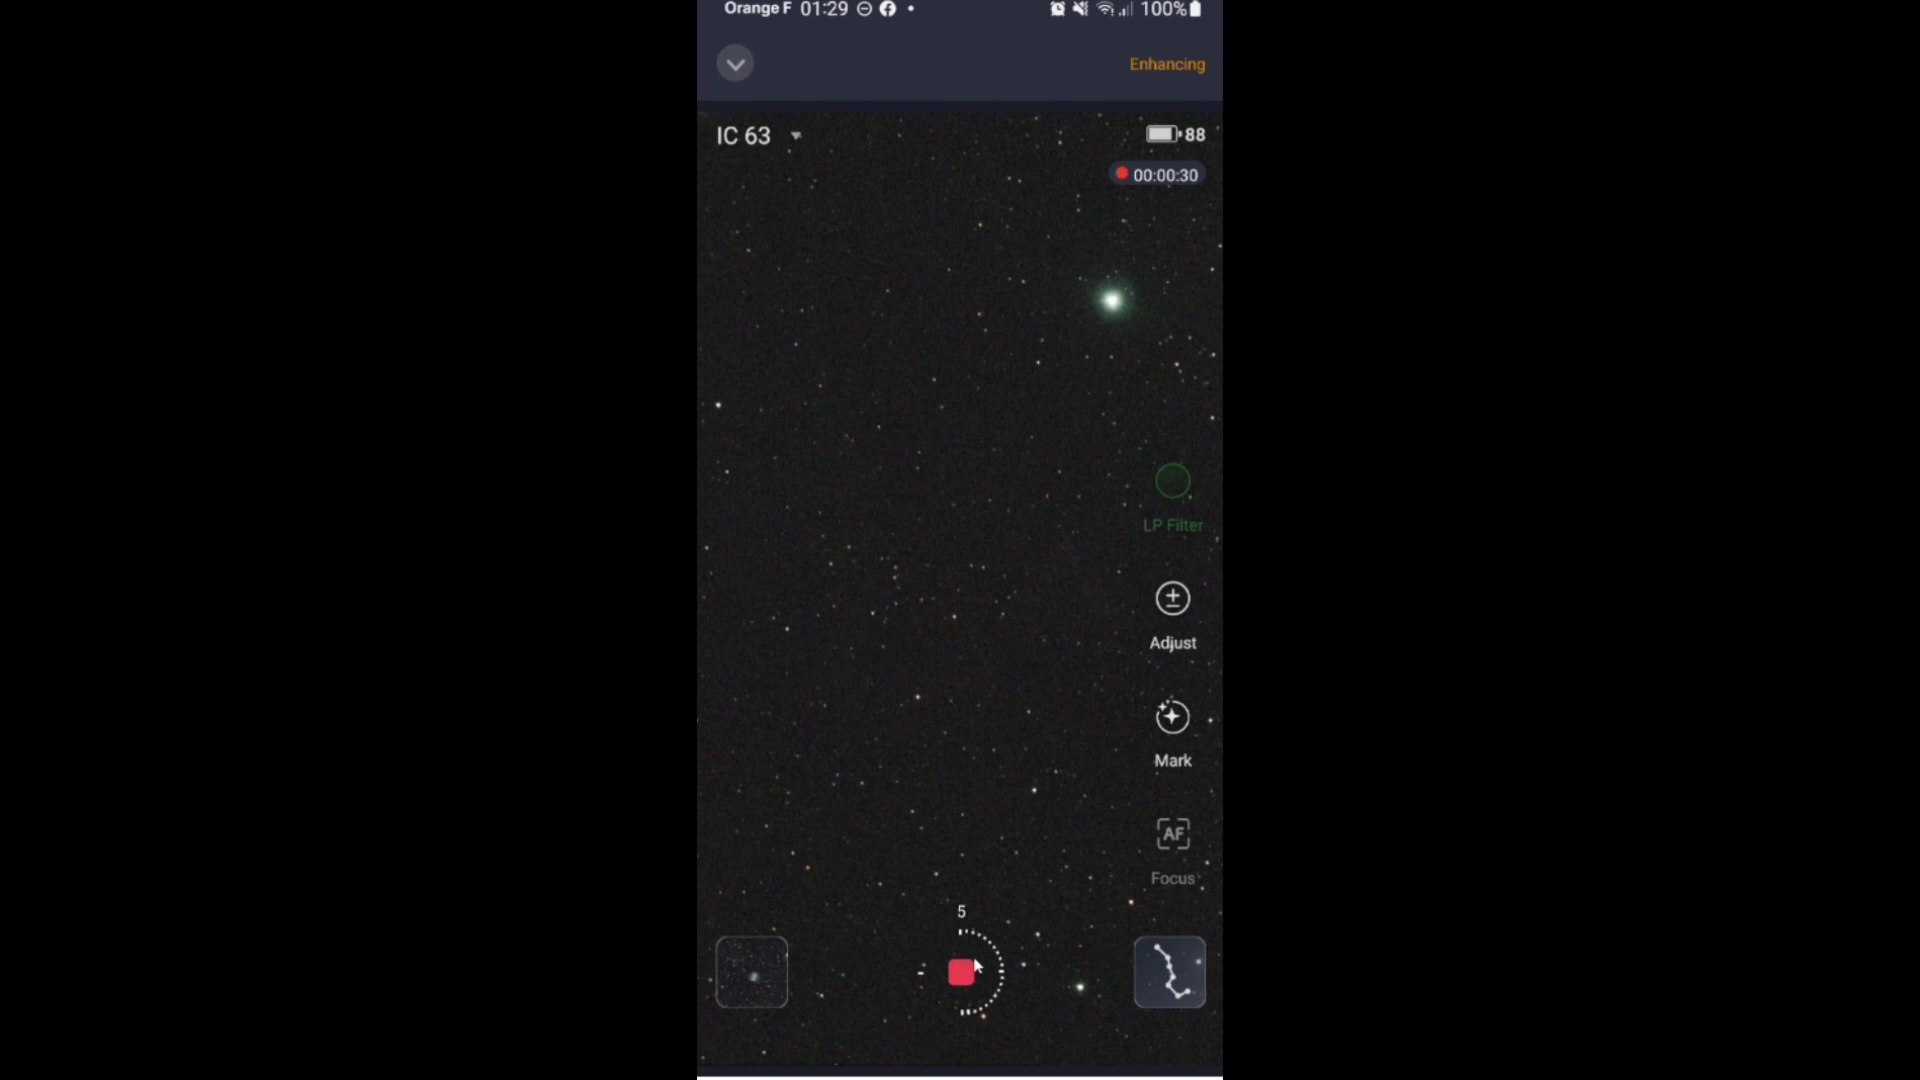 Orange F 01:29 100%
Enhancing
IC 63
88
00:00:30
LP Filter
Adjust
Mark
AF
Focus
5